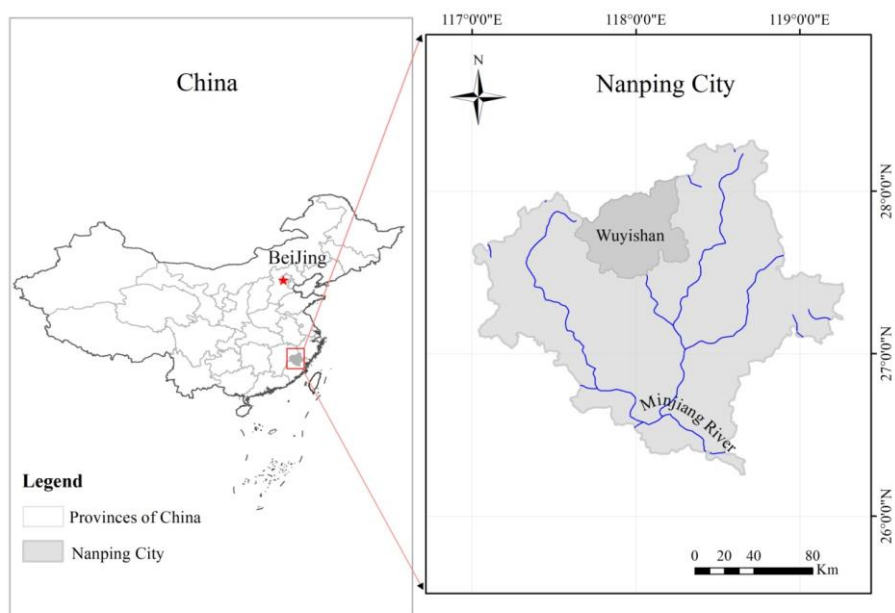 China
BeiJing
Legend
Provinces of China
Nanping City
117°0'0"E
118°0'0"E
119°0'0"E
N
Nanping City
28°0'0"N
Wuyishan
27°0'0"N
Minjiang River
26°0'0"N
0 20 40 80
Km